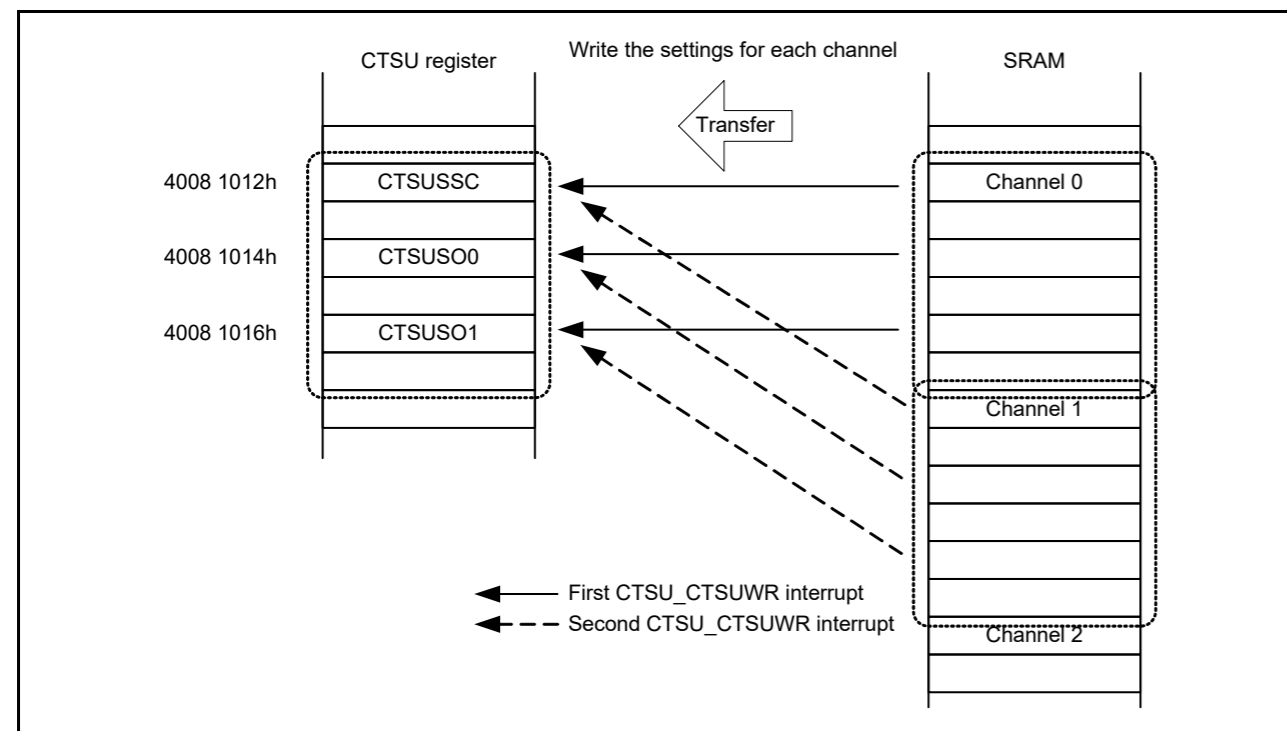 Write the settings for each channel
CTSU register
SRAM
Transfer
4008 1012h
CTSUSSC
Channel 0
4008 1014h
CTSUSO0
4008 1016h
CTSUSO1
Channel 1
First CTSU_CTSUWR interrupt
Second CTSU_CTSUWR interrupt
Channel 2